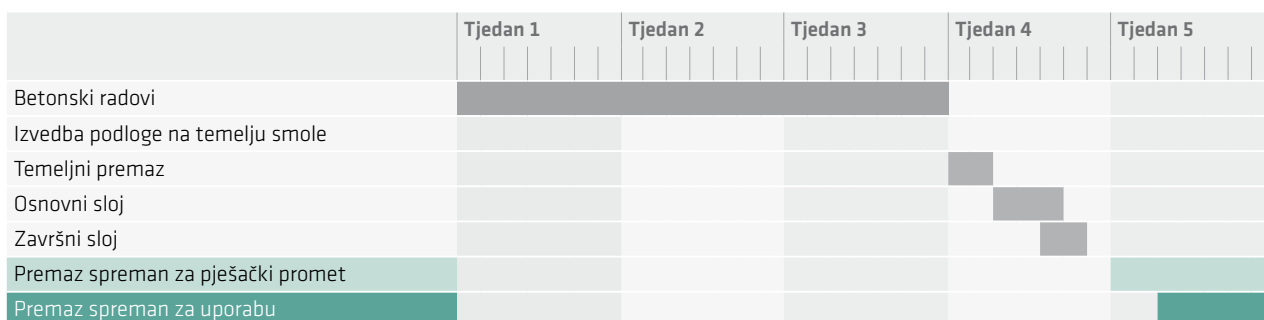 Tjedan 1 Tjedan 2 Tjedan 3 Tjedan 4 Tjedan 5
Betonski radovi
Izvedba podloge na temelju smole
Temeljni premaz
Osnovni sloj
Završni sloj
Premaz spreman za pješački promet
Premaz spreman za uporabu